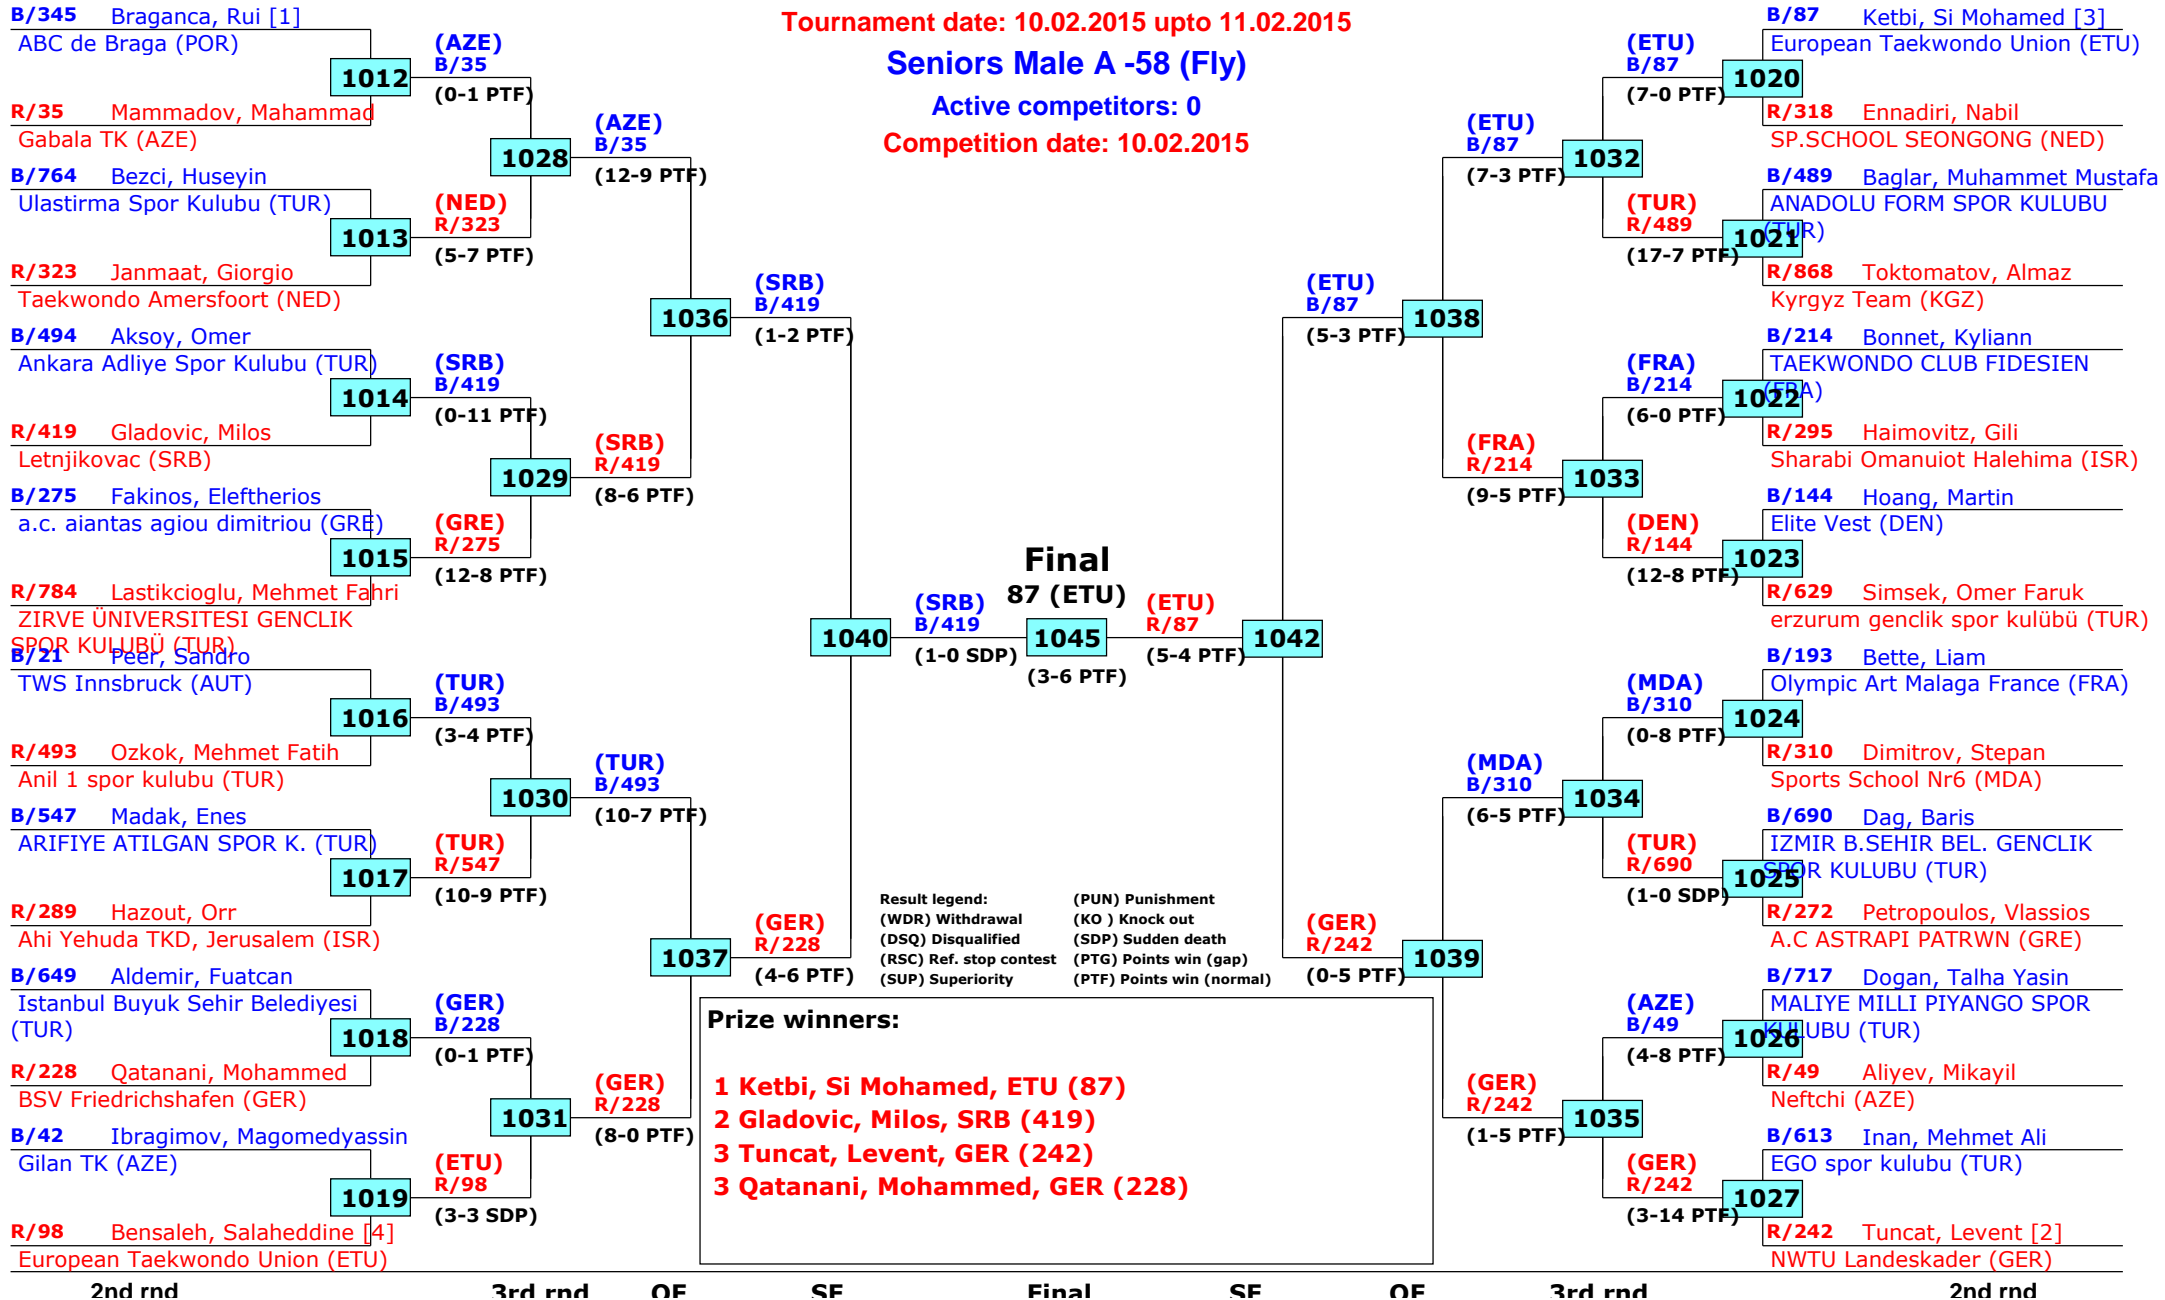 Tournament date: 10.02.2015 upto 11.02.2015
Seniors Male A -58 (Fly)
Active competitors: 0
Competition date: 10.02.2015
B/345 Braganca, Rui [1]
ABC de Braga (POR)
1012
R/35 Mammadov, Mahammad
Gabala TK (AZE)
B/764 Bezci, Huseyin
Ulastirma Spor Kulubu (TUR)
1013
R/323 Janmaat, Giorgio
Taekwondo Amersfoort (NED)
B/494 Aksoy, Omer
Ankara Adliye Spor Kulubu (TUR)
1014
R/419 Gladovic, Milos
Letnjikovac (SRB)
B/275 Fakinos, Eleftherios
a.c. aiantas agiou dimitriou (GRE)
1015
R/784 Lastikcioglu, Mehmet Fahri
ZIRVE ÜNIVERSITESI GENCLIK
SPOR KULUBÜ (TUR)
B/21 Peer, Sandro
TWS Innsbruck (AUT)
1016
R/493 Ozkok, Mehmet Fatih
Anil 1 spor kulubu (TUR)
B/547 Madak, Enes
ARIFIYE ATILGAN SPOR K. (TUR)
1017
R/289 Hazout, Orr
Ahi Yehuda TKD, Jerusalem (ISR)
B/649 Aldemir, Fuatcan
Istanbul Buyuk Sehir Belediyesi
(TUR)
1018
R/228 Qatanani, Mohammed
BSV Friedrichshafen (GER)
B/42 Ibragimov, Magomedyassin
Gilan TK (AZE)
1019
R/98 Bensaleh, Salaheddine [4]
European Taekwondo Union (ETU)
(AZE)
B/35
(0-1 PTF)
1028
(NED)
R/323
(5-7 PTF)
(SRB)
B/419
(0-11 PTF)
1029
(GRE)
R/275
(12-8 PTF)
(TUR)
B/493
(3-4 PTF)
1030
(TUR)
R/547
(10-9 PTF)
(GER)
B/228
(0-1 PTF)
1031
(ETU)
R/98
(3-3 SDP)
(AZE)
B/35
(12-9 PTF)
1036
(SRB)
R/419
(8-6 PTF)
(TUR)
B/493
(10-7 PTF)
1037
(GER)
R/228
(8-0 PTF)
(SRB)
B/419
(1-2 PTF)
1040
(GER)
R/228
(4-6 PTF)
(SRB)
B/419
(1-0 SDP)
Final
87 (ETU)
1045
(3-6 PTF)
(ETU)
R/87
(5-4 PTF)
1042
(ETU)
B/87
(5-3 PTF)
1038
(GER)
R/242
(0-5 PTF)
1039
(ETU)
B/87
(7-3 PTF)
1032
(FRA)
R/214
(9-5 PTF)
1033
(MDA)
B/310
(6-5 PTF)
1034
(GER)
R/242
(1-5 PTF)
1035
(ETU)
B/87
(7-0 PTF)
(TUR)
R/489
(17-7 PTF)
(FRA)
B/214
(6-0 PTF)
(DEN)
R/144
(12-8 PTF)
(MDA)
B/310
(0-8 PTF)
(TUR)
R/690
(1-0 SDP)
(AZE)
B/49
(4-8 PTF)
(GER)
R/242
(3-14 PTF)
B/87 Ketbi, Si Mohamed [3]
European Taekwondo Union (ETU)
1020
R/318 Ennadiri, Nabil
SP.SCHOOL SEONGONG (NED)
B/489 Baglar, Muhammet Mustafa
ANADOLU FORM SPOR KULUBU
(TUR)
1021
R/868 Toktomatov, Almaz
Kyrgyz Team (KGZ)
B/214 Bonnet, Kyliann
TAEKWONDO CLUB FIDESIEN
(FRA)
1022
R/295 Haimovitz, Gili
Sharabi Omanuiot Halehima (ISR)
B/144 Hoang, Martin
Elite Vest (DEN)
1023
R/629 Simsek, Omer Faruk
erzurum genclik spor kulübü (TUR)
B/193 Bette, Liam
Olympic Art Malaga France (FRA)
1024
R/310 Dimitrov, Stepan
Sports School Nr6 (MDA)
B/690 Dag, Baris
IZMIR B.SEHIR BEL. GENCLIK
SPOR KULUBU (TUR)
1025
R/272 Petropoulos, Vlassios
A.C ASTRAPI PATRWN (GRE)
B/717 Dogan, Talha Yasin
MALIYE MILLI PIYANGO SPOR
KULUBU (TUR)
1026
R/49 Aliyev, Mikayil
Neftchi (AZE)
B/613 Inan, Mehmet Ali
EGO spor kulubu (TUR)
1027
R/242 Tuncat, Levent [2]
NWTU Landeskader (GER)
Result legend: (PUN) Punishment
(WDR) Withdrawal (KO ) Knock out
(DSQ) Disqualified (SDP) Sudden death
(RSC) Ref. stop contest (PTG) Points win (gap)
(SUP) Superiority (PTF) Points win (normal)
Prize winners:
1 Ketbi, Si Mohamed, ETU (87)
2 Gladovic, Milos, SRB (419)
3 Tuncat, Levent, GER (242)
3 Qatanani, Mohammed, GER (228)
2nd rnd 3rd rnd QF SF Final SF QF 3rd rnd 2nd rnd